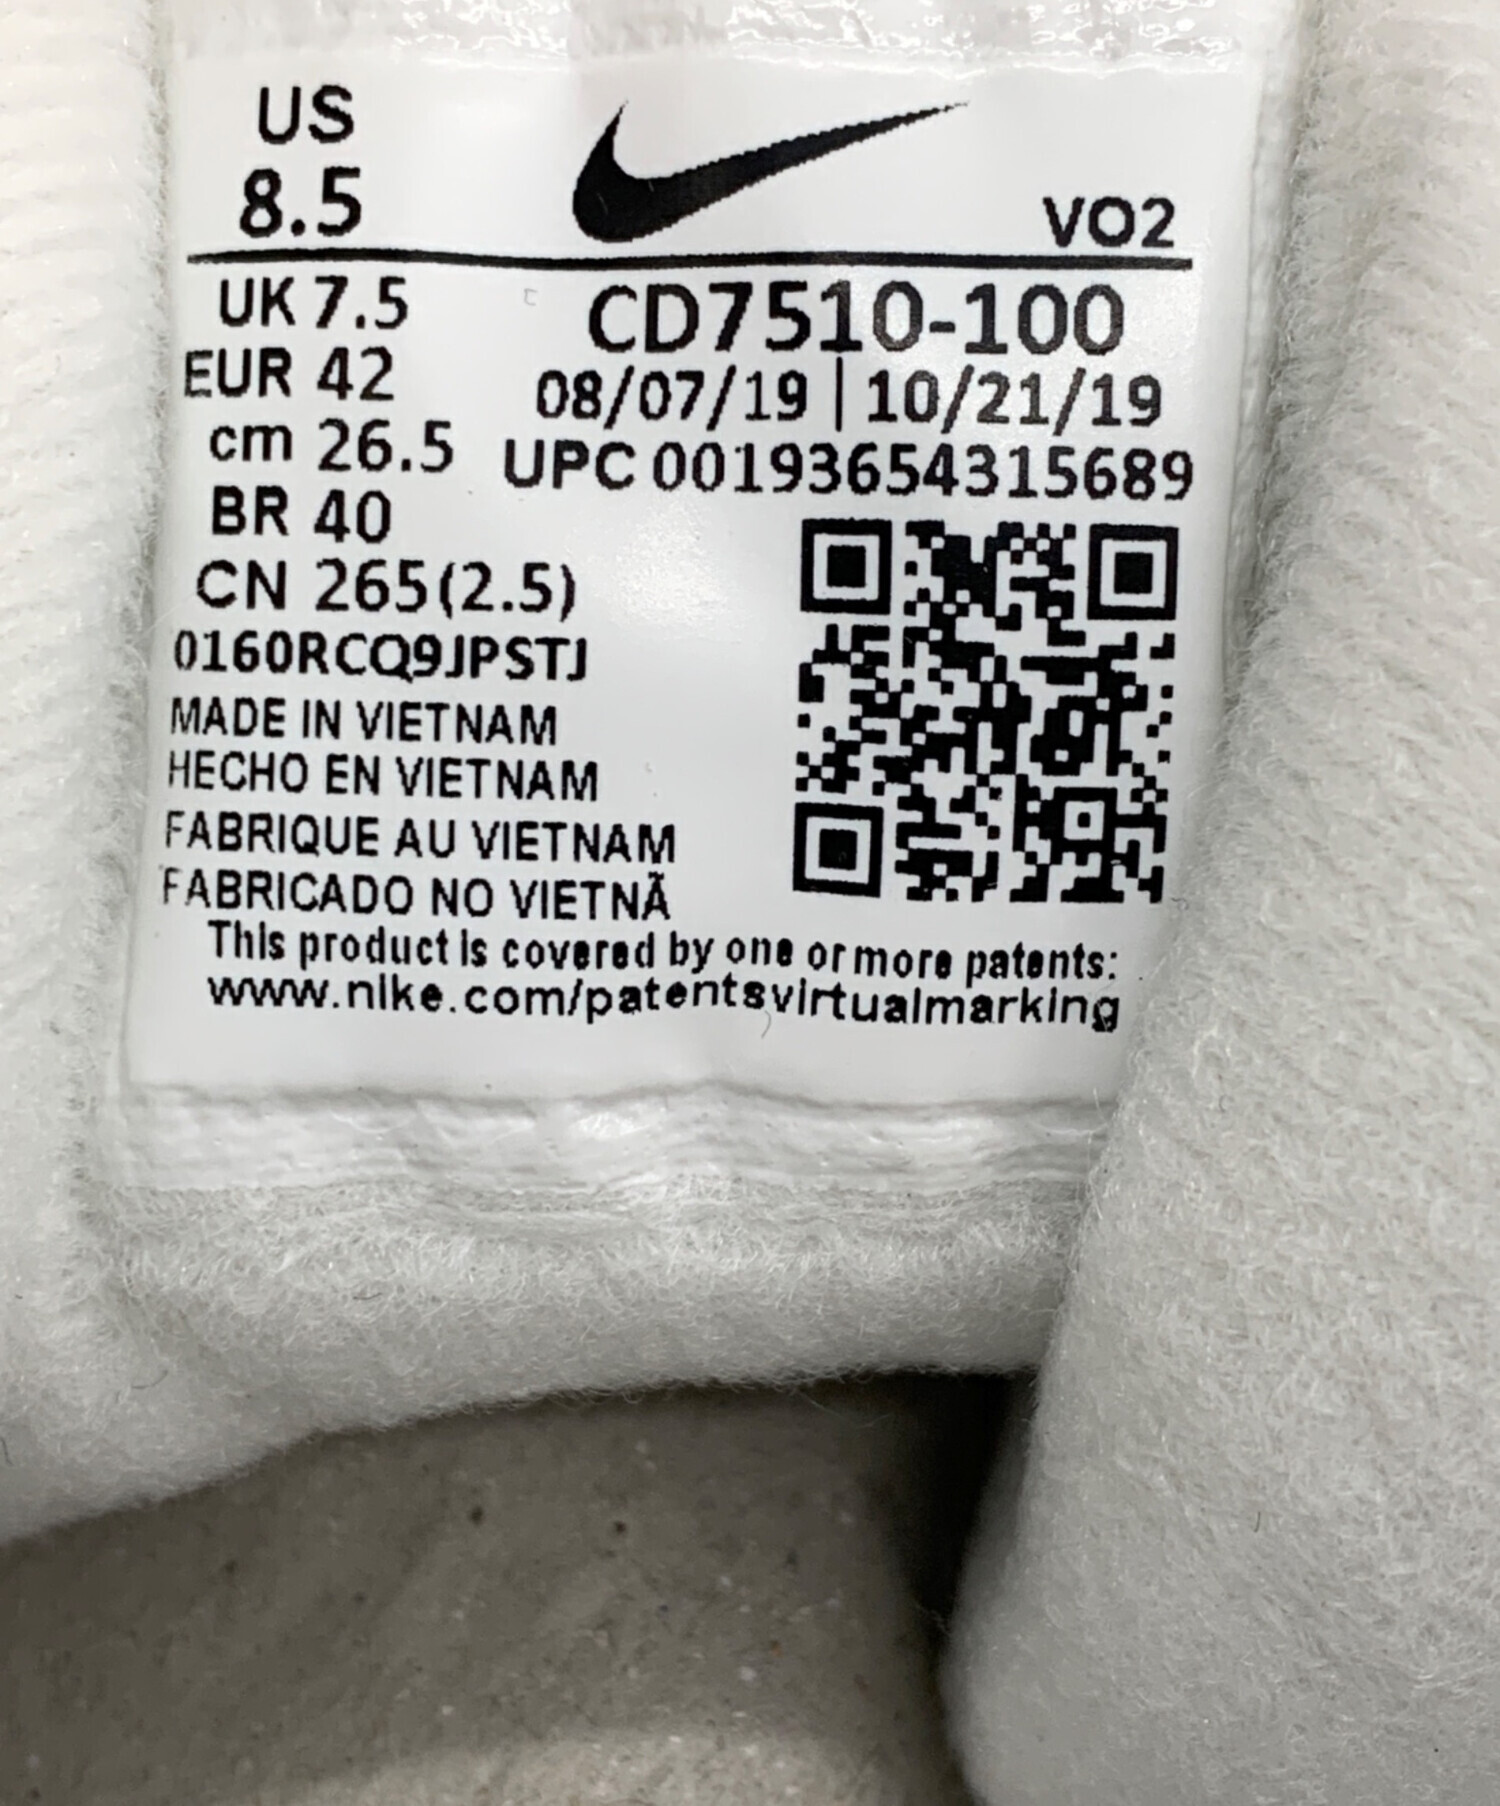 US
8.5
VO2
UK 7.5
CD7510-100
EUR 42
08/07/19 | 10/21/19
cm 26.5
UPC 00193654315689
BR 40
CN 265(2.5)
0160RCQ9JPSTJ
MADE IN VIETNAM
HECHO EN VIETNAM
FABRIQUE AU VIETNAM
FABRICADO NO VIETNÃ
This product is covered by one or more patents:
www.nike.com/patentsvirtualmarking